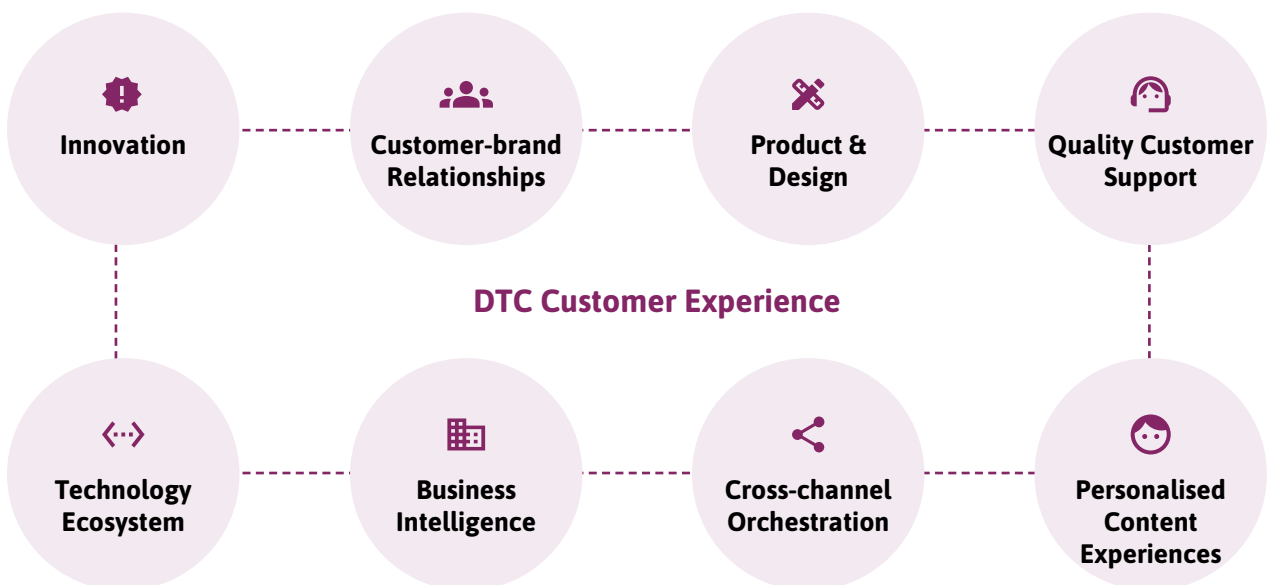 Innovation
Customer-brand
Relationships
Product &
Design
Quality Customer
Support
DTC Customer Experience
Technology
Ecosystem
Business
Intelligence
Cross-channel
Orchestration
Personalised
Content
Experiences